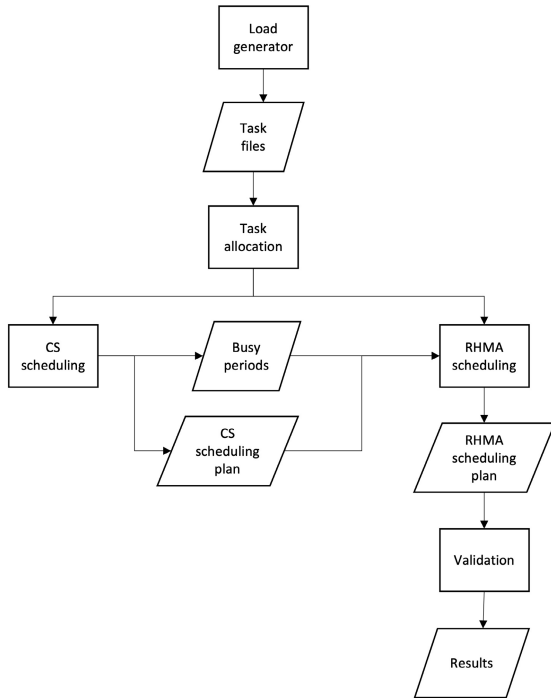 Load
generator
Task
files
Task
allocation
CS
scheduling
Busy
periods
RHMA
scheduling
CS
scheduling
plan
RHMA
scheduling
plan
Validation
Results